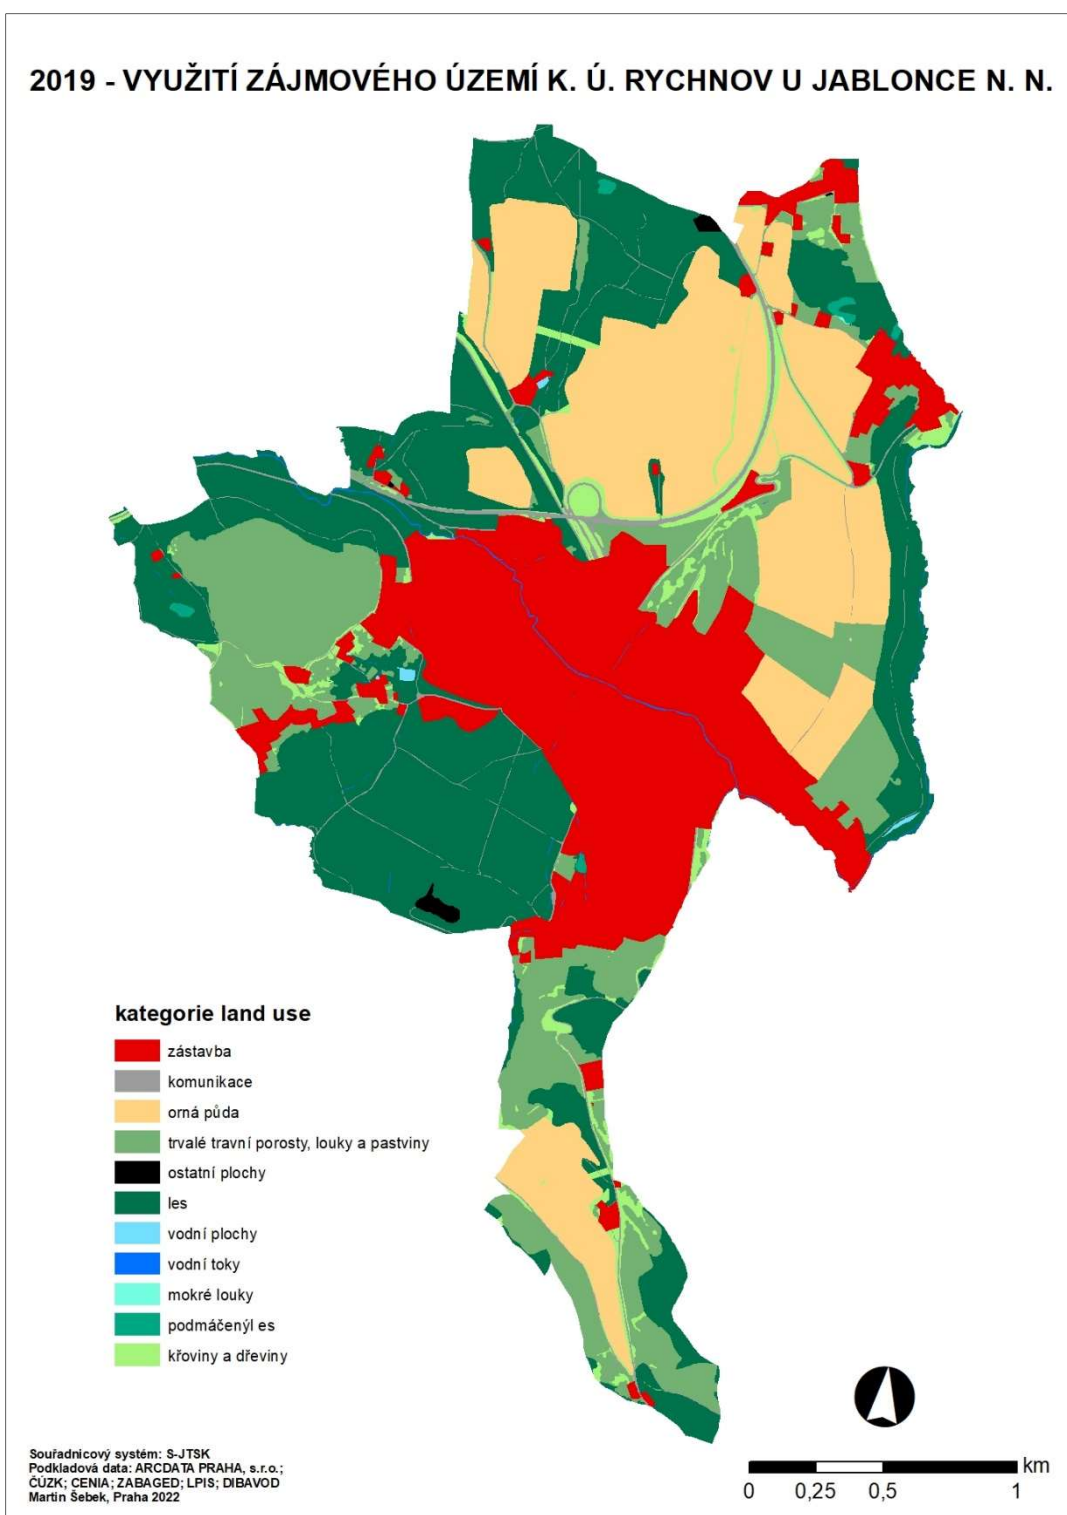 2019 - VYUŽITÍ ZÁJMOVÉHO ÚZEMÍ K. Ú. RYCHNOV U JABLONCE N. N.
kategorie land use
zástavba
komunikace
orná půda
trvalé travní porosty, louky a pastviny
ostatní plochy
les
vodní plochy
vodní toky
mokré louky
podmáčenýl es
křoviny a dřeviny
Souřadnicový systém: S-JTSK
Podkladová data: ARCDATA PRAHA, s.r.o.;
ČÚZK; CENIA; ZABAGED; LPIS; DIBAVOD
Martin Šebek, Praha 2022
km
0 0,25 0,5 1